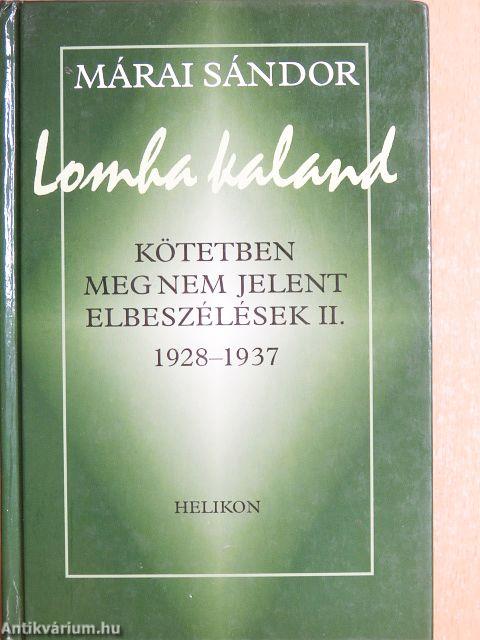 MÁRAI SÁNDOR
Lomha kaland
KÖTETBEN
MEG NEM JELENT
ELBESZÉLÉSEK II.
1928–1937
HELIKON
Antikvárium.hu